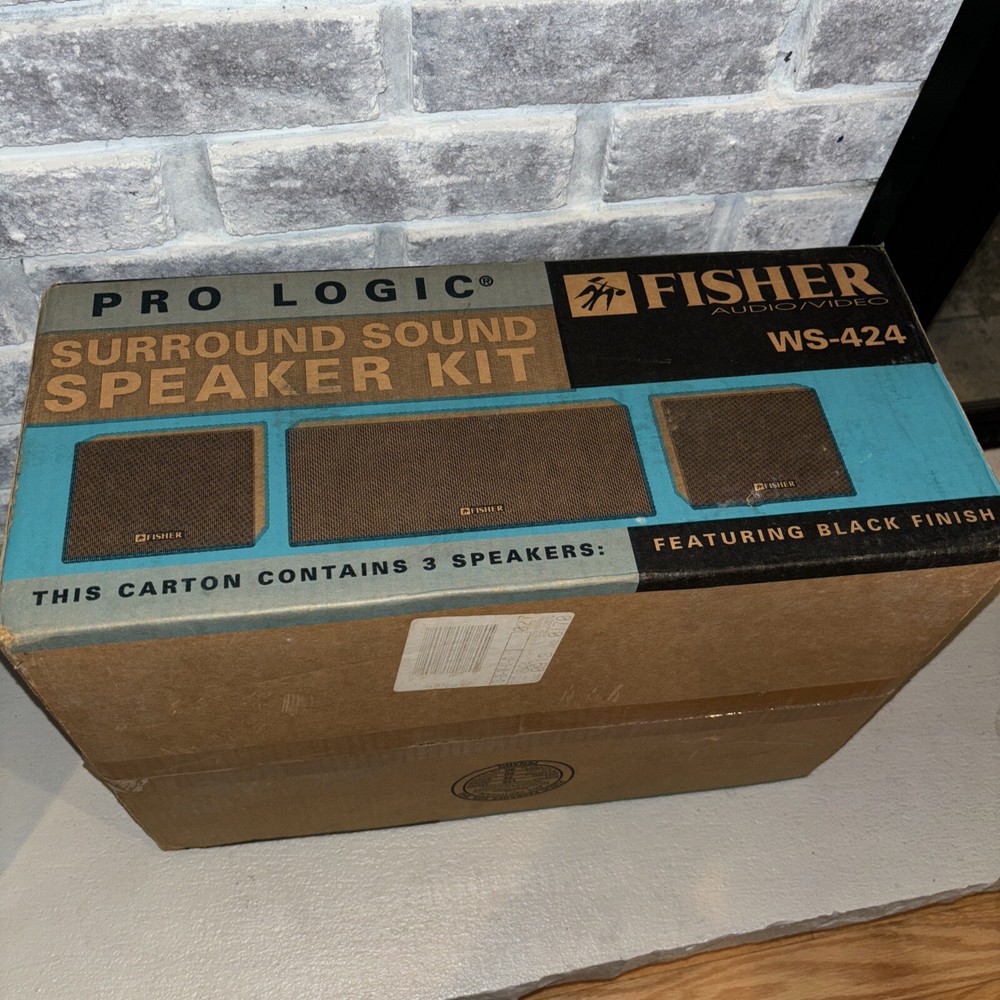 PRO LOGIC®
SURROUND SOUND
SPEAKER KIT
FISHER
AUDIO/VIDEO
WS-424
FISHER
FISHER
FISHER
THIS CARTON CONTAINS 3 SPEAKERS:
FEATURING BLACK FINISH